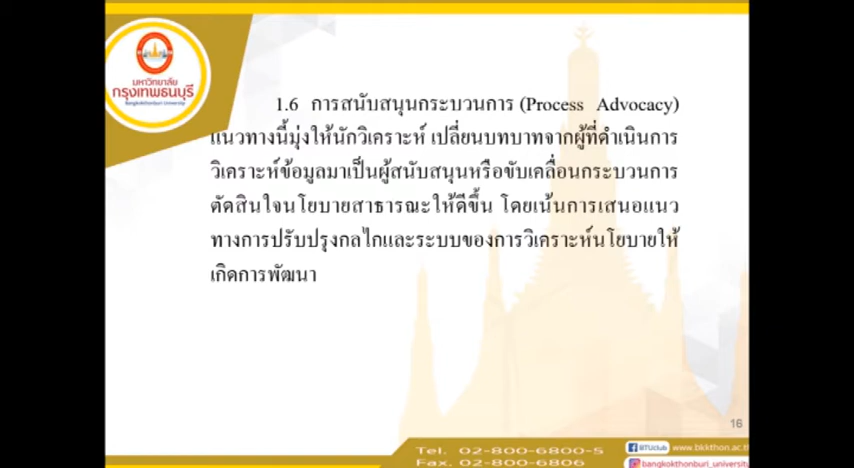 มหาวิทยาลัย
กรุงเทพธนบุรี
Bangkokthonburi University
1.6 การสนับสนุนกระบวนการ (Process Advocacy)
แนวทางนี้มุ่งให้นักวิเคราะห์ เปลี่ยนบทบาทจากผู้ที่ดำเนินการ
วิเคราะห์ข้อมูลมาเป็นผู้สนับสนุนหรือขับเคลื่อนกระบวนการ
ตัดสินใจนโยบายสาธารณะให้ดีขึ้น โดยเน้นการเสนอแนว
ทางการปรับปรุงกลไกและระบบของการวิเคราะห์นโยบายให้
เกิดการพัฒนา
16
Tel. 02-800-6800-5
BTUclub www.bkkthon.ac.th
Fax. 02-800-6806
bangkokthonburi_university